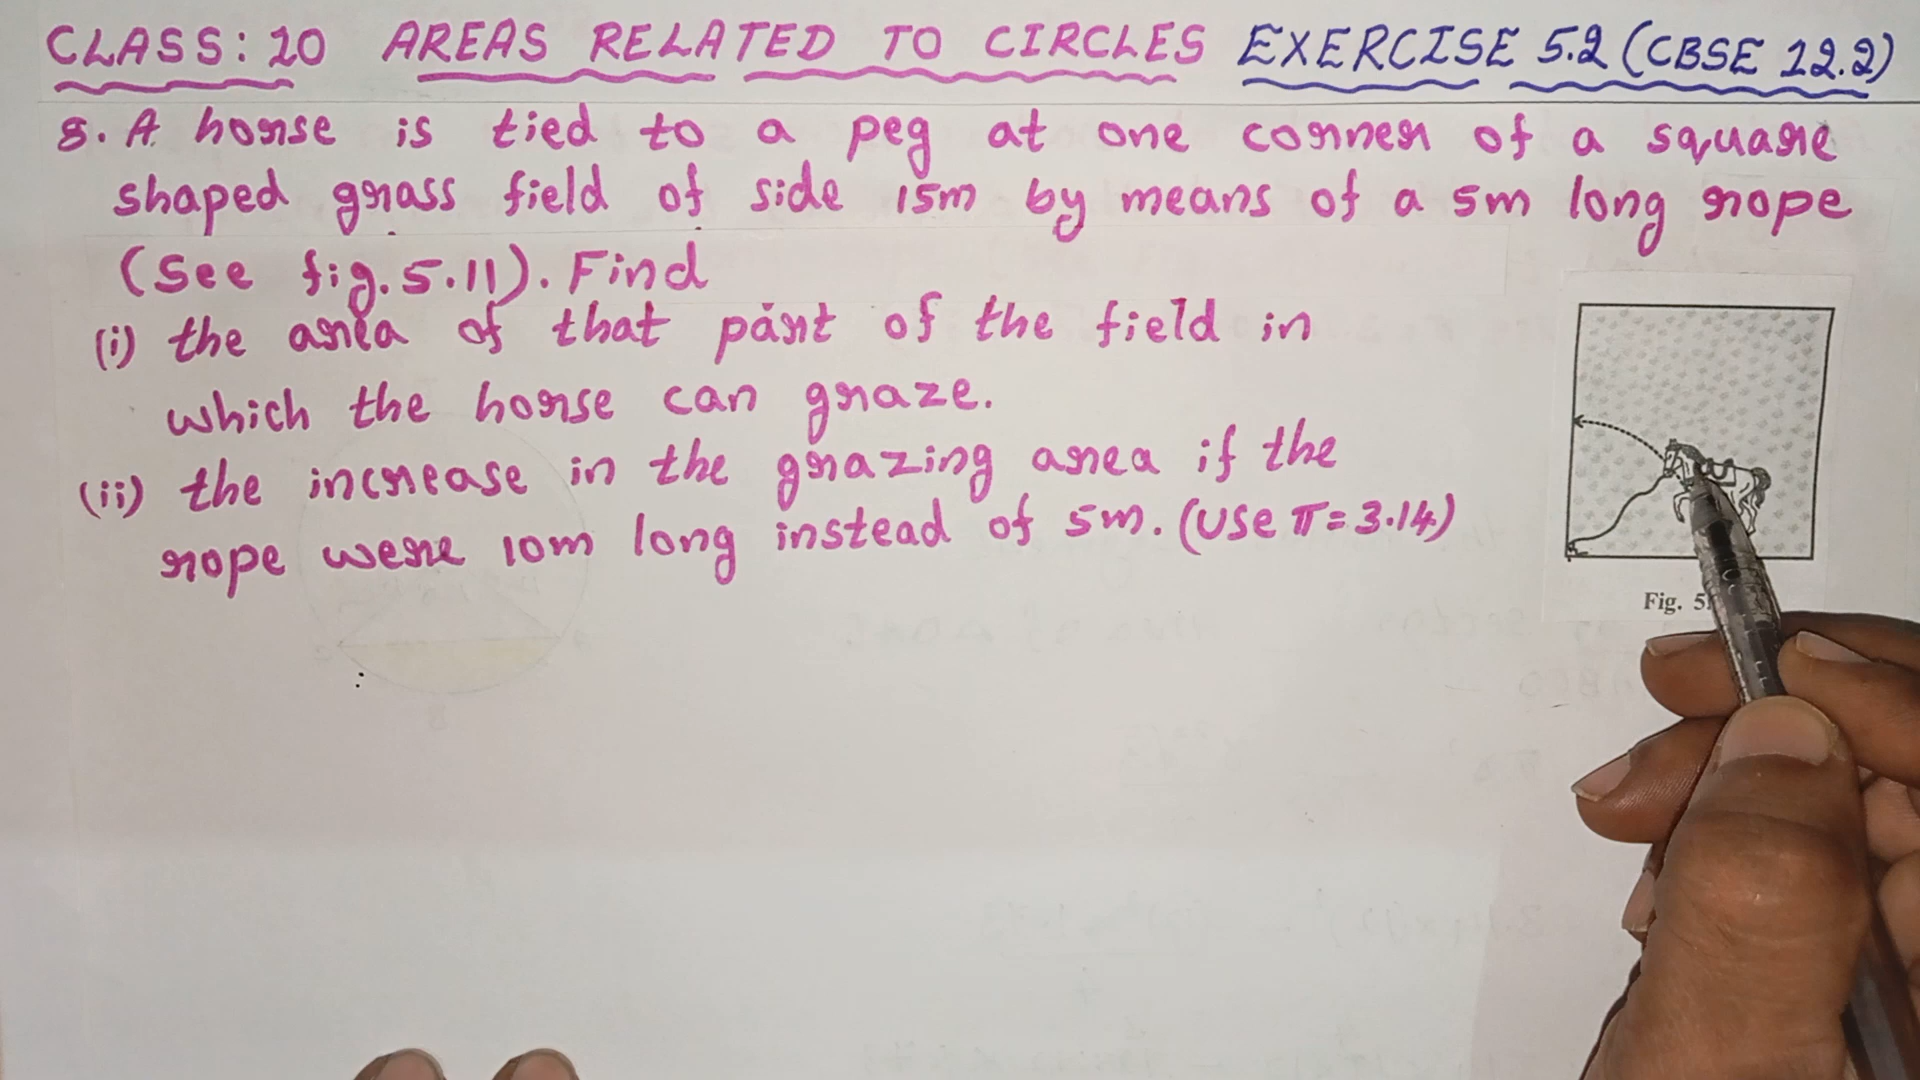 CLASS: 10 AREAS RELATED TO CIRCLES EXERCISE 5.2 (CBSE 12.2)
8. A horse is tied to a peg at one corner of a square
shaped grass field of side 15m by means of a 5m long rope
(See fig. 5.11). Find
(i) the area of that part of the field in
which the horse can graze.
(ii) the increase in the grazing area if the
rope were 10m long instead of 5m. (Use π = 3.14)
Fig. 5